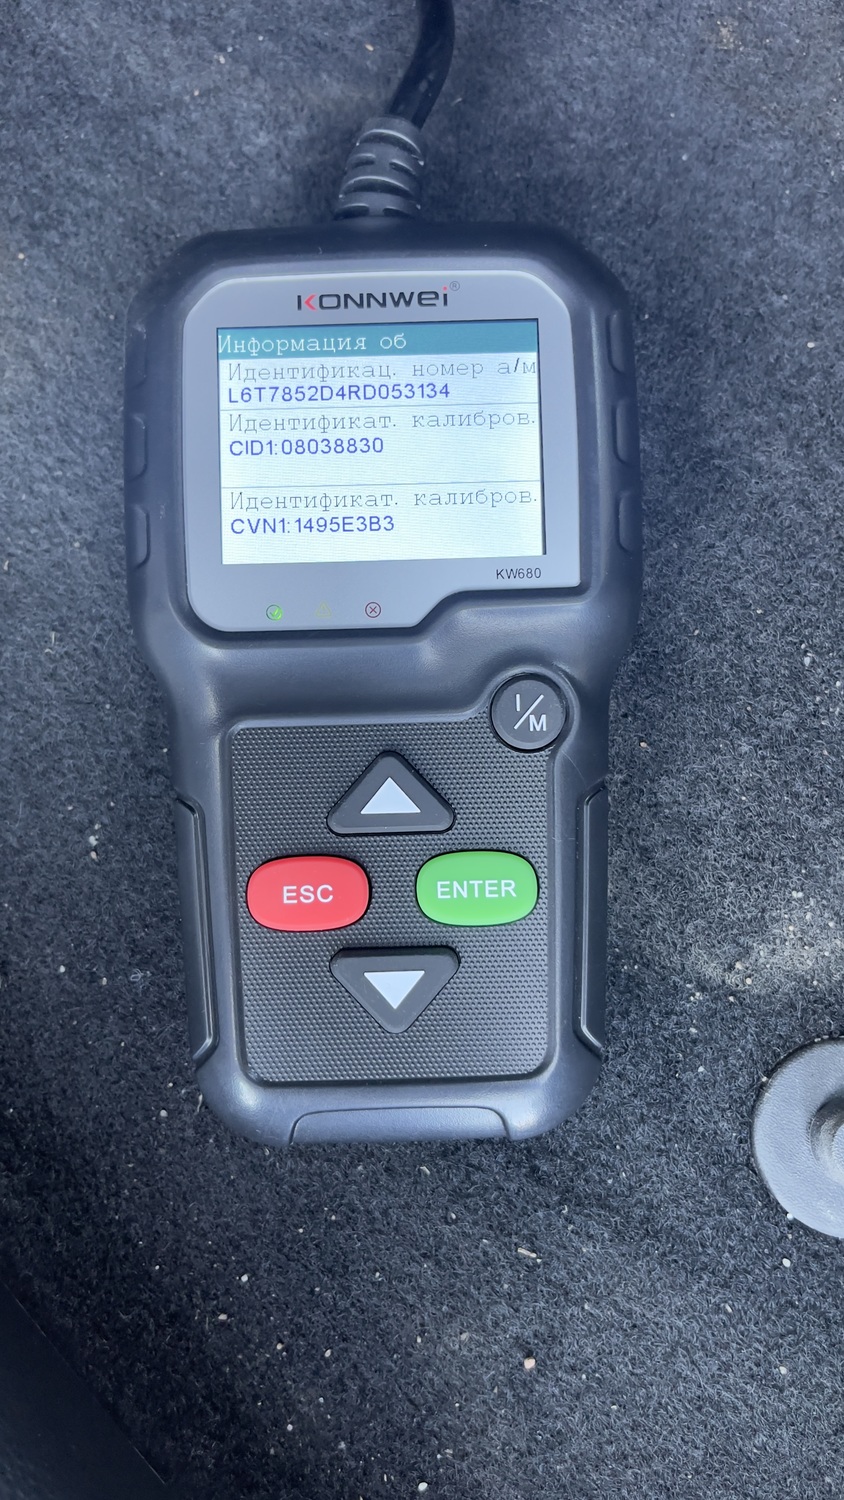 KONNWEI®
Информация об
Идентификац. номер а/м
L6T7852D4RD053134
Идентификат. калибров.
CID1:08038830
Идентификат. калибров.
CVN1:1495E3B3
KW680
I/M
ESC
ENTER